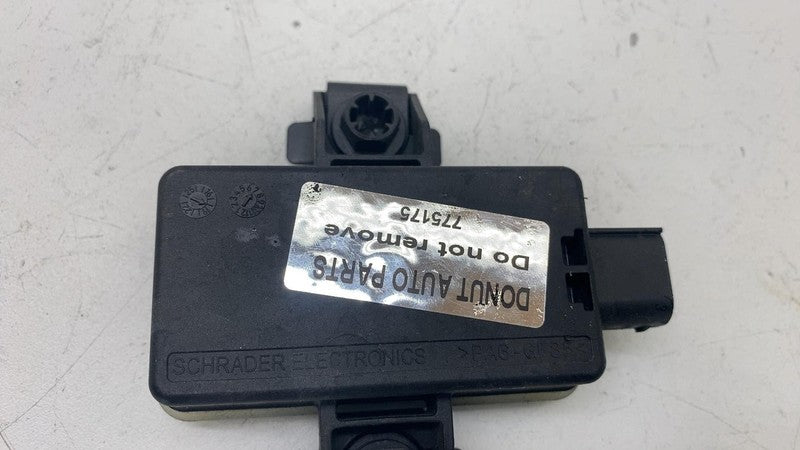 DONUT AUTO PARTS
Do not remove
775175
SCHRADER ELECTRONICS